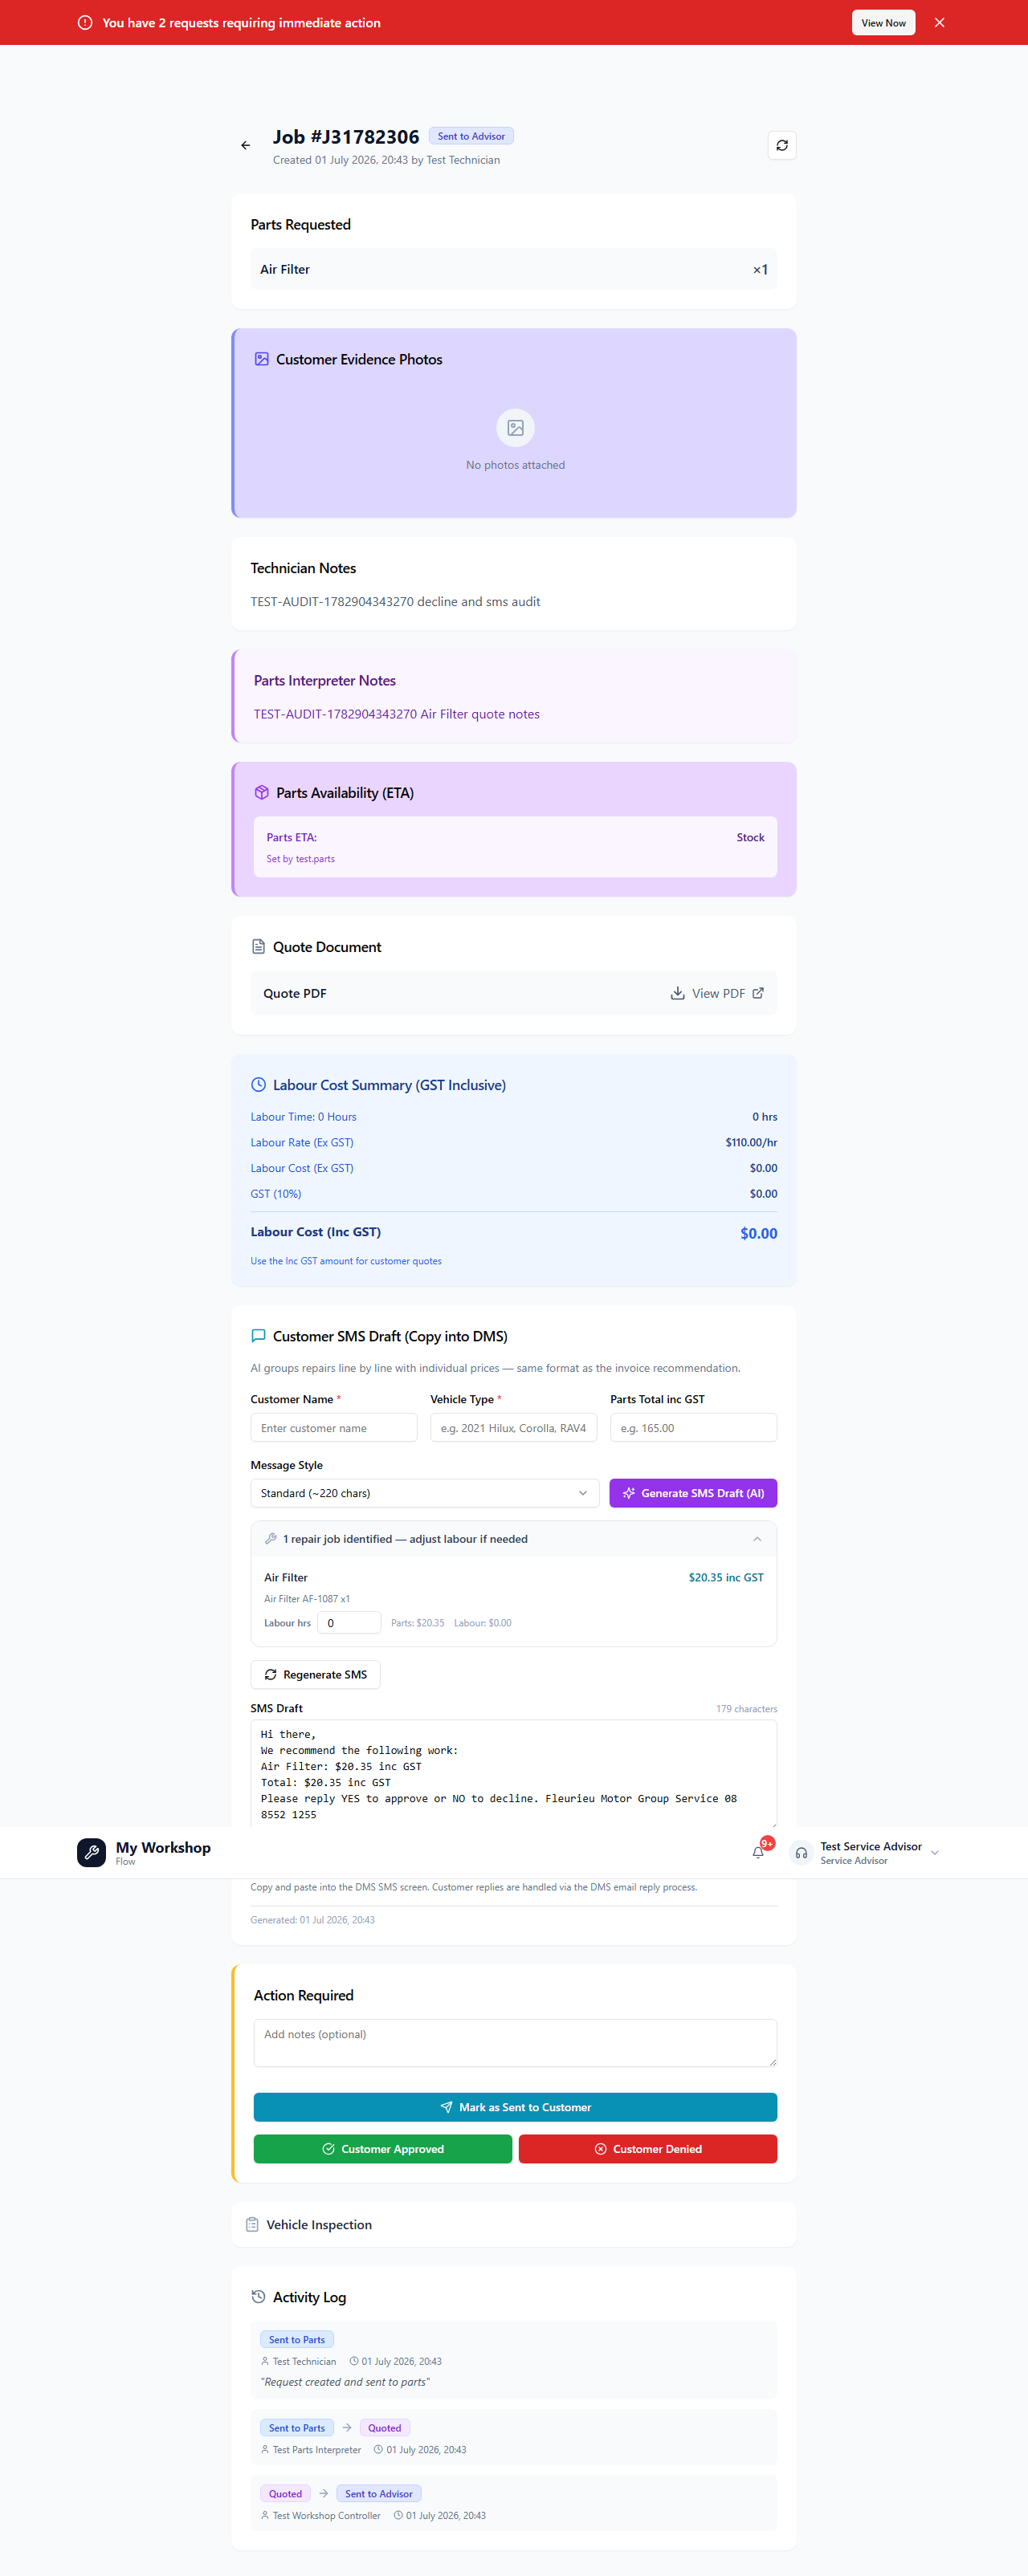 You have 2 requests requiring immediate action
View Now
Job #J31782306
Sent to Advisor
Created 01 July 2026, 20:43 by Test Technician
Parts Requested
Air Filter
×1
Customer Evidence Photos
No photos attached
Technician Notes
TEST-AUDIT-1782904343270 decline and sms audit
Parts Interpreter Notes
TEST-AUDIT-1782904343270 Air Filter quote notes
Parts Availability (ETA)
Parts ETA:
Stock
Set by test.parts
Quote Document
Quote PDF
View PDF
Labour Cost Summary (GST Inclusive)
Labour Time: 0 Hours
0 hrs
Labour Rate (Ex GST)
$110.00/hr
Labour Cost (Ex GST)
$0.00
GST (10%)
$0.00
Labour Cost (Inc GST)
$0.00
Use the Inc GST amount for customer quotes
Customer SMS Draft (Copy into DMS)
AI groups repairs line by line with individual prices — same format as the invoice recommendation.
Customer Name *
Vehicle Type *
Parts Total inc GST
Enter customer name
e.g. 2021 Hilux, Corolla, RAV4
e.g. 165.00
Message Style
Standard (~220 chars)
Generate SMS Draft (AI)
1 repair job identified — adjust labour if needed
Air Filter
$20.35 inc GST
Air Filter AF-1087 x1
Labour hrs
0
Parts: $20.35
Labour: $0.00
Regenerate SMS
SMS Draft
179 characters
Hi there,
We recommend the following work:
Air Filter: $20.35 inc GST
Total: $20.35 inc GST
Please reply YES to approve or NO to decline. Fleurieu Motor Group Service 08
8552 1255
My Workshop
Flow
9+
Test Service Advisor
Service Advisor
Copy and paste into the DMS SMS screen. Customer replies are handled via the DMS email reply process.
Generated: 01 Jul 2026, 20:43
Action Required
Add notes (optional)
Mark as Sent to Customer
Customer Approved
Customer Denied
Vehicle Inspection
Activity Log
Sent to Parts
Test Technician
01 July 2026, 20:43
"Request created and sent to parts"
Sent to Parts
Quoted
Test Parts Interpreter
01 July 2026, 20:43
Quoted
Sent to Advisor
Test Workshop Controller
01 July 2026, 20:43